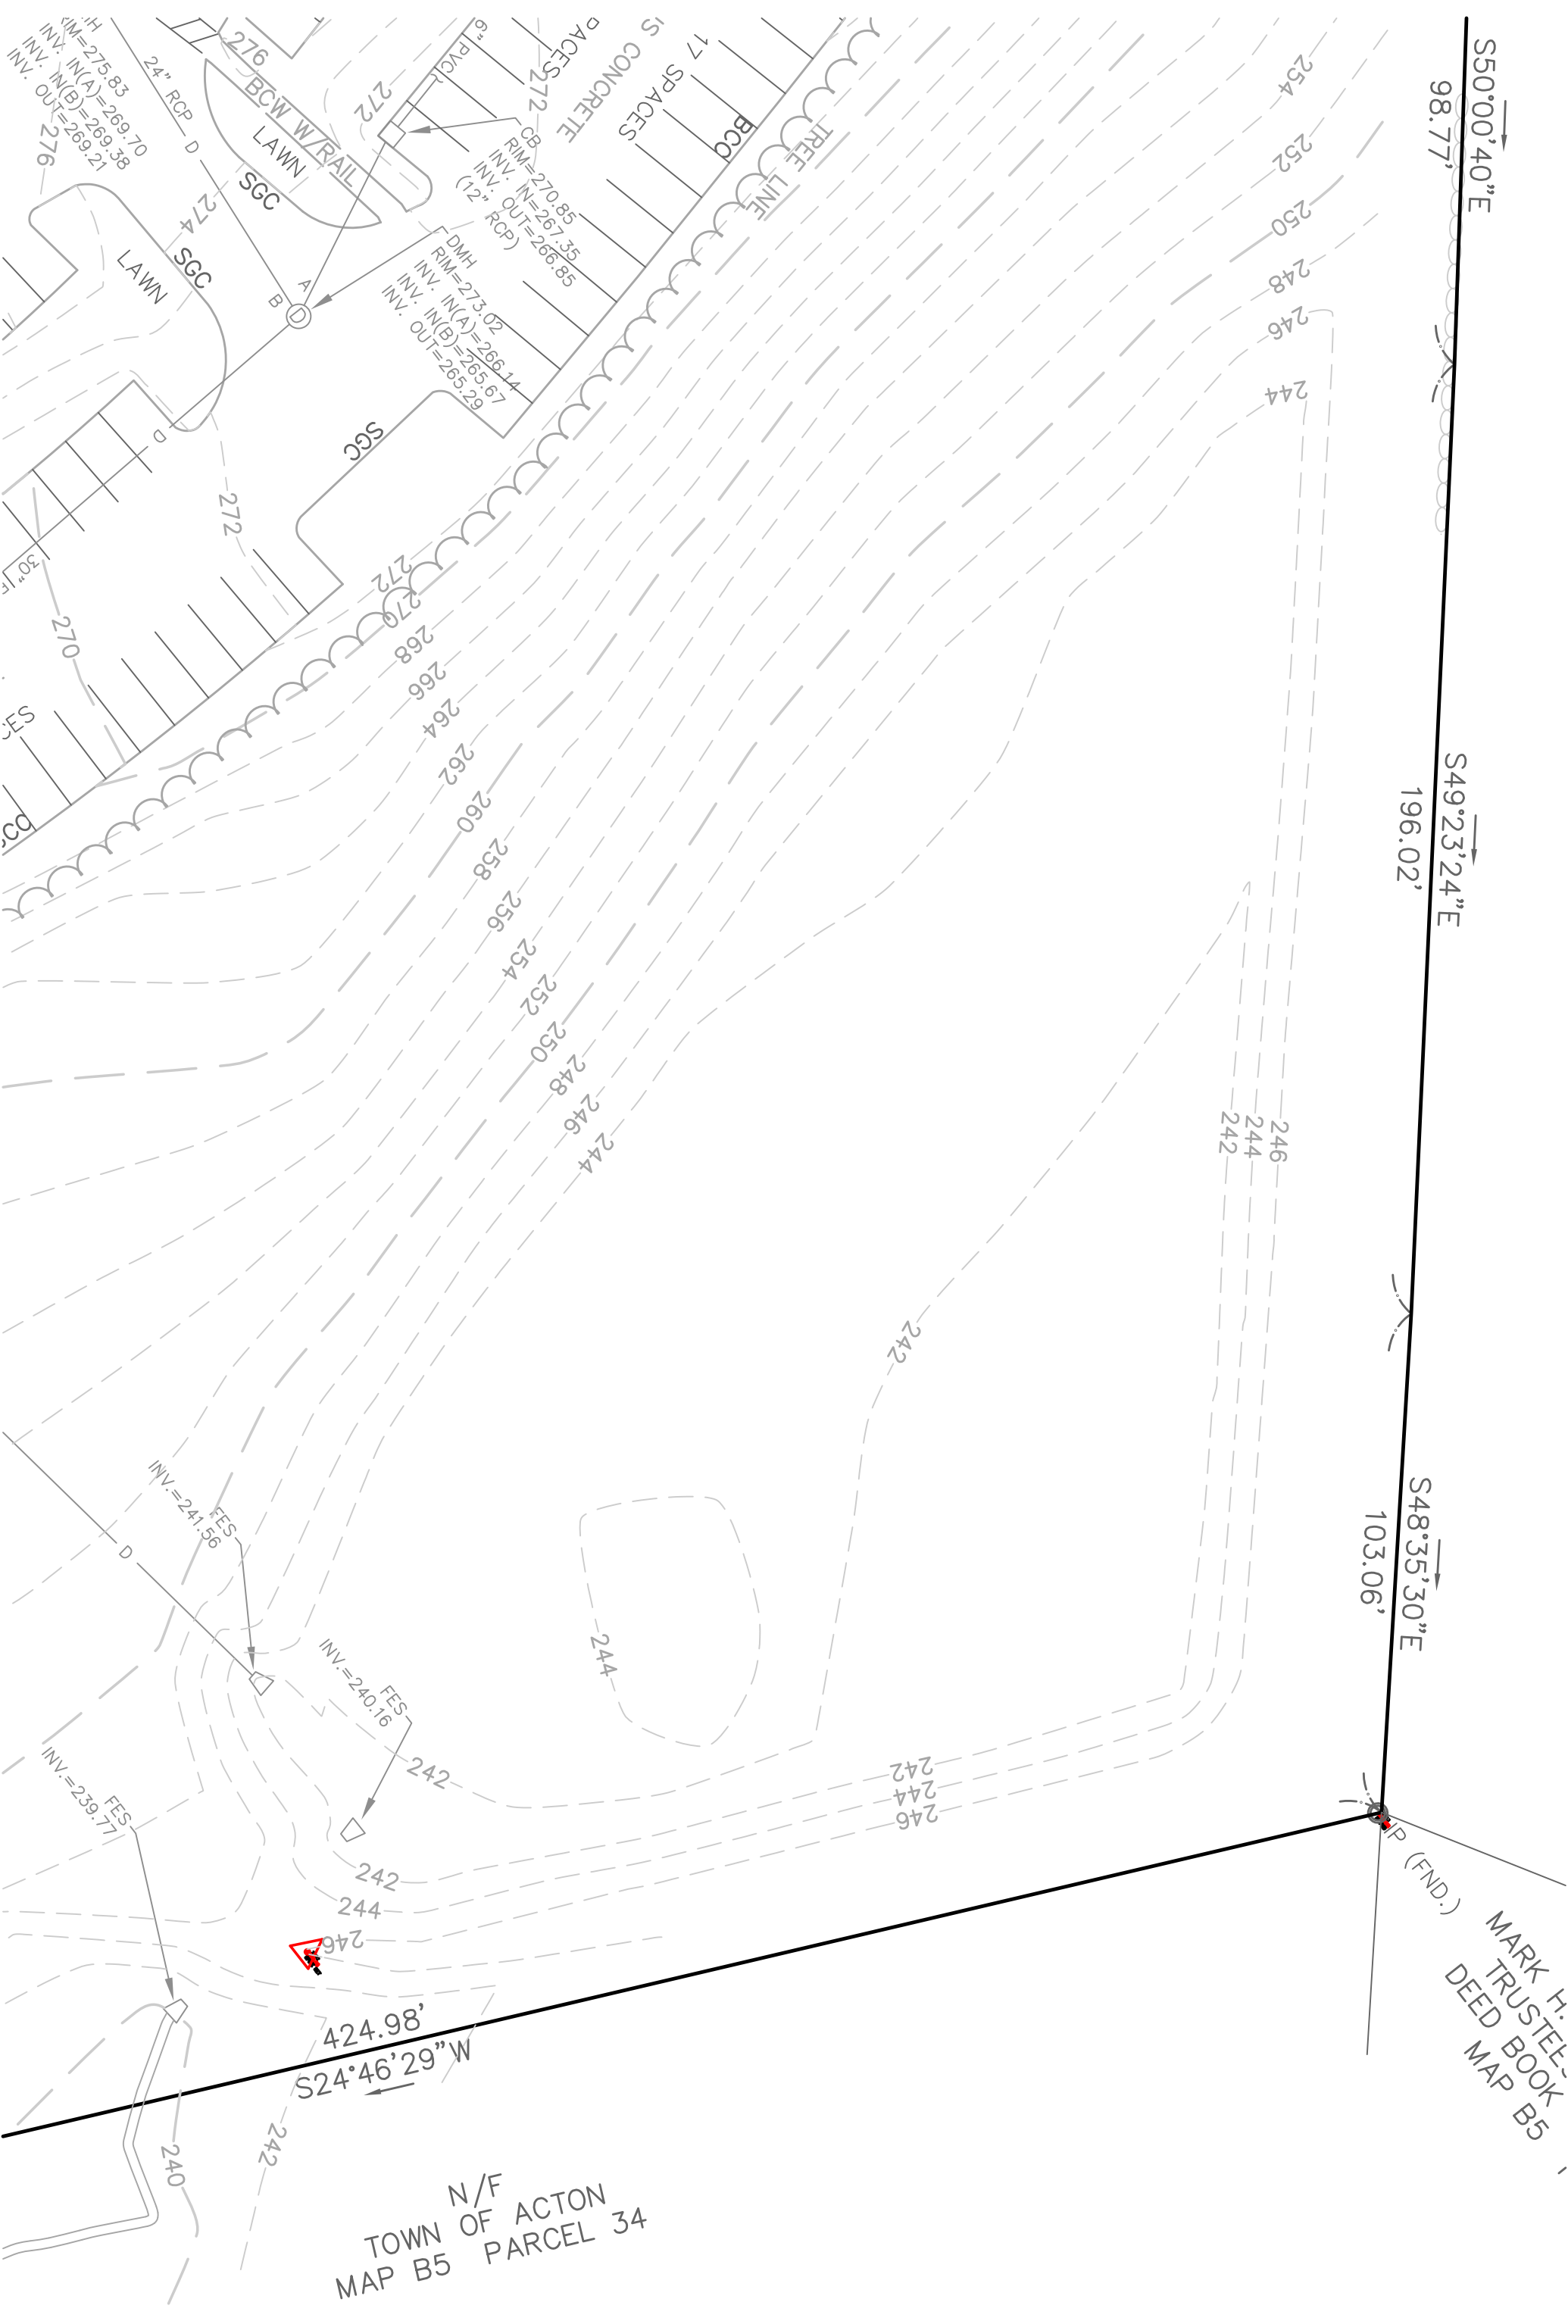 S50°00'40"E
98.77'
S49°23'24"E
196.02'
S48°35'30"E
103.06'
IP (FND.)
MARK H.
DEED BOOK
MAP B5
424.98'
S24°46'29"W
N/F
TOWN OF ACTON
MAP B5 PARCEL 34
RIM=275.83
INV. IN(A)=269.70
INV. IN(B)=269.38
INV. OUT=269.21
276
276
24" RCP
D
BCW W/RAIL
LAWN
SGC
274
LAWN
SGC
272
6" PVC
272
CB
RIM=270.85
INV. IN=267.35
INV. OUT=266.85
(12" RCP)
DMH
RIM=273.02
INV. IN(A)=266.14
INV. IN(B)=265.67
INV. OUT=265.29
A
B
D
D
30"
CONCRETE
17 SPACES
BCC
TREE LINE
SGC
272
270
254
252
250
248
246
244
272
270
268
266
264
262
260
258
256
254
252
250
248
246
244
242
244
246
242
244
FES
INV.=241.56
D
FES
INV.=240.16
FES
INV.=239.77
242
242
244
246
242
244
246
242
240